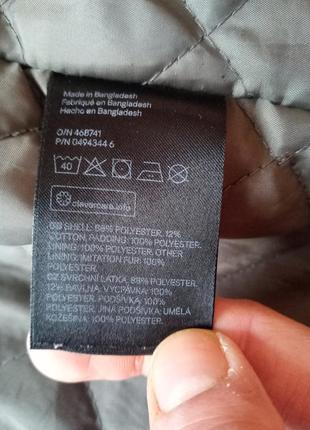 Made in Bangladesh
Fabriqué en Bangladesh
Hecho en Bangladesh
O/N 468741
P/N 0494344 6
40
clevercare.info
GB SHELL: 88% POLYESTER, 12%
COTTON. PADDING: 100% POLYESTER.
LINING: 100% POLYESTER. OTHER
LINING: IMITATION FUR: 100%
POLYESTER.
CZ SVRCHNÍ LÁTKA: 88% POLYESTER,
12% BAVLNA. VÝCPÁVKA: 100%
POLYESTER. PODŠÍVKA: 100%
POLYESTER. JINÁ PODŠÍVKA: UMĚLÁ
KOŽEŠINA: 100% POLYESTER.